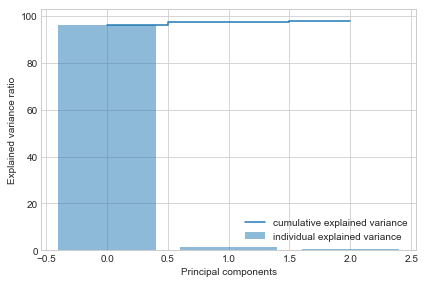 100
80
60
40
20
0
Explained variance ratio
cumulative explained variance
individual explained variance
−0.5 0.0 0.5 1.0 1.5 2.0 2.5
Principal components